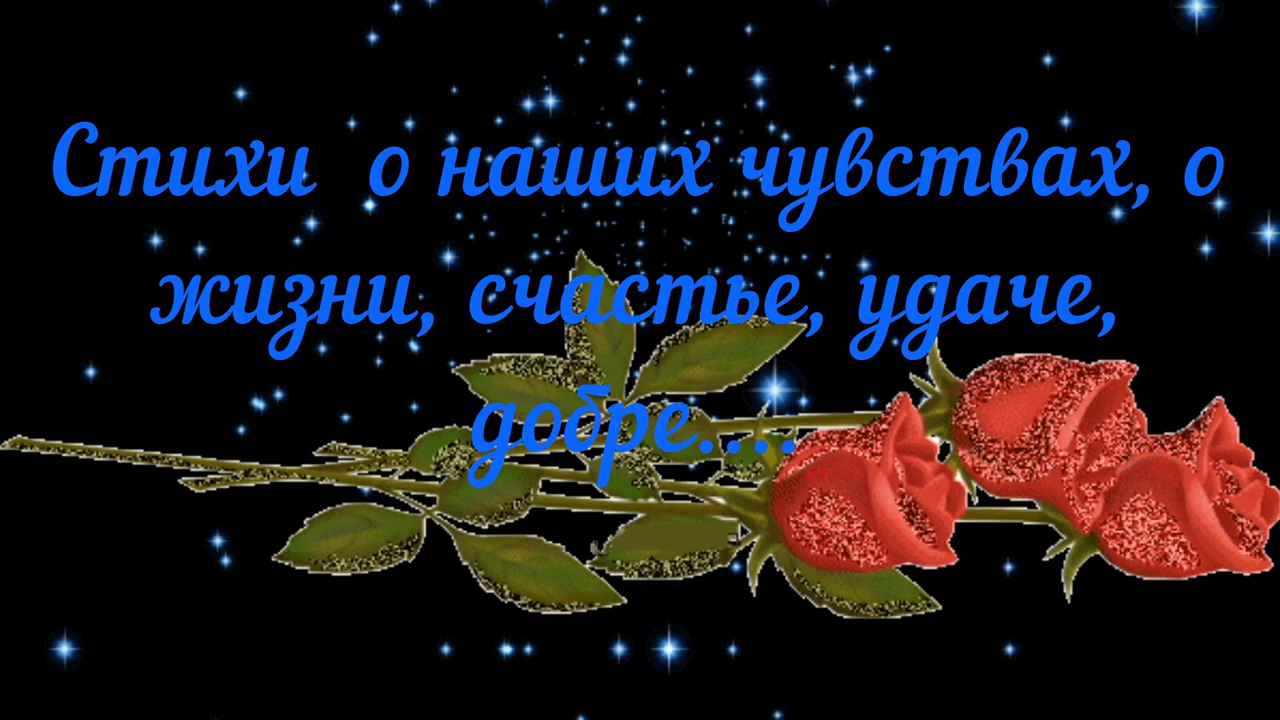 Стихи о наших чувствах, о
жизни, счастье, удаче,
добре....